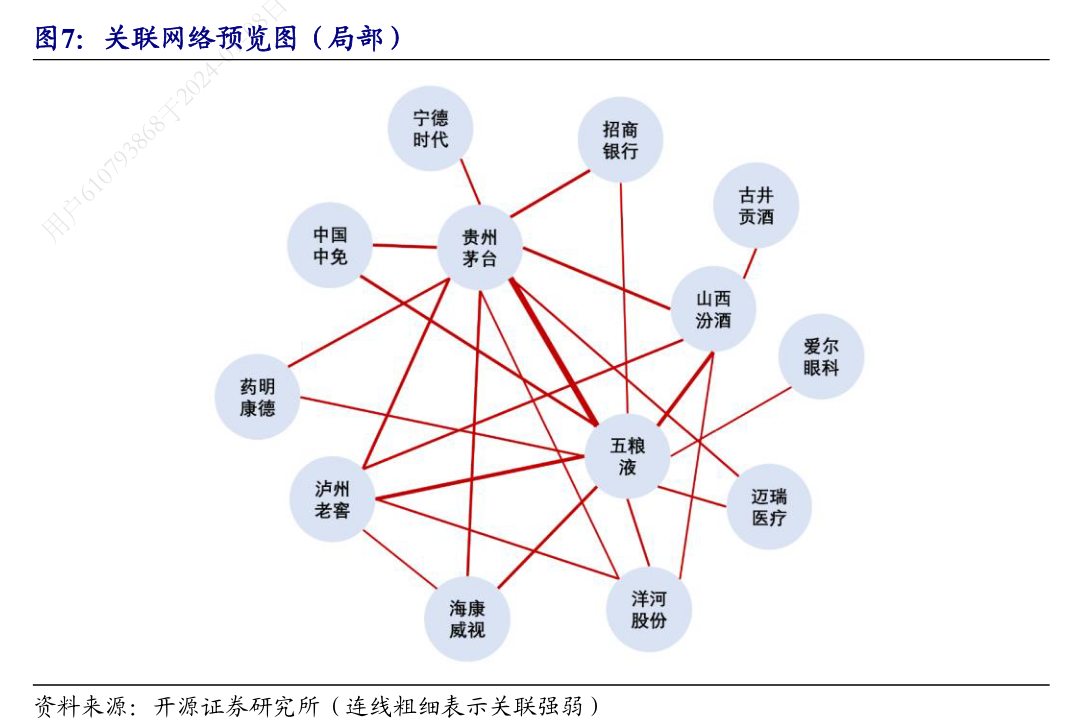 图7：关联网络预览图（局部）
宁德
时代
招商
银行
古井
贡酒
中国
中免
贵州
茅台
山西
汾酒
爱尔
眼科
药明
康德
五粮
液
泸州
老窖
迈瑞
医疗
海康
威视
洋河
股份
资料来源：开源证券研究所（连线粗细表示关联强弱）